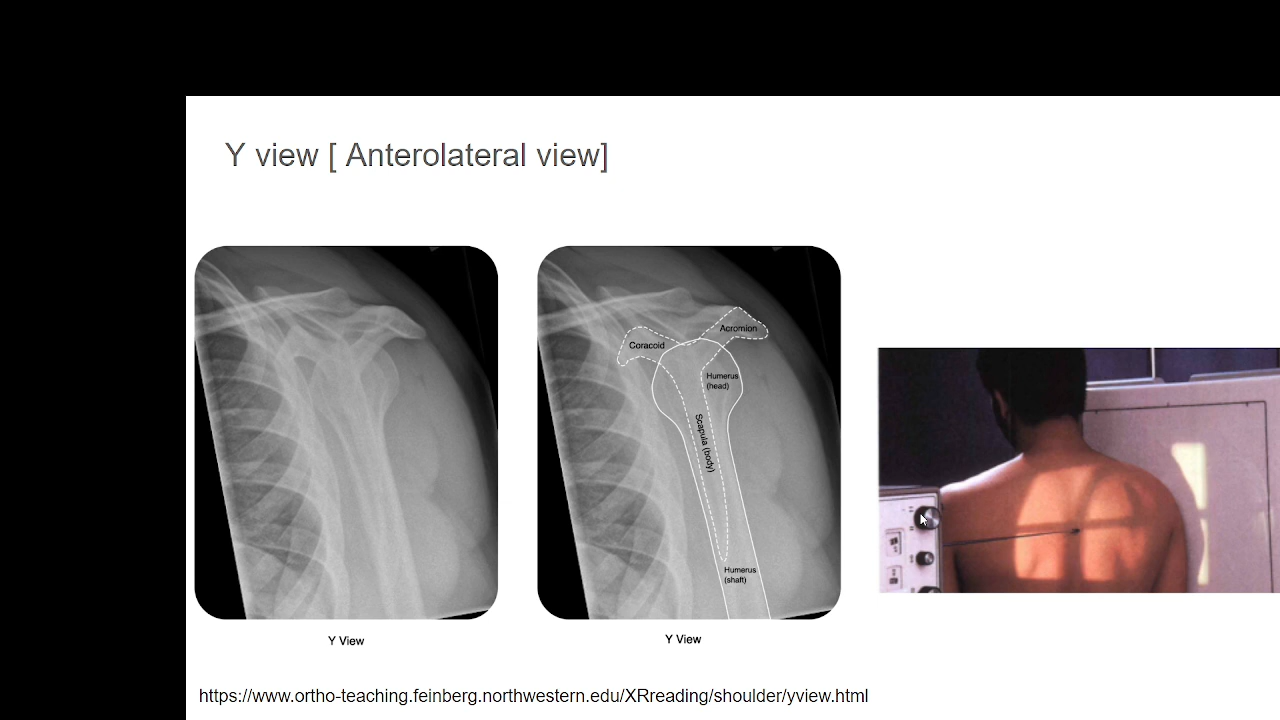 Y view [ Anterolateral view]
Coracoid
Acromion
Humerus
(head)
Scapula (body)
Humerus
(shaft)
Y View
Y View
https://www.ortho-teaching.feinberg.northwestern.edu/XRreading/shoulder/yview.html